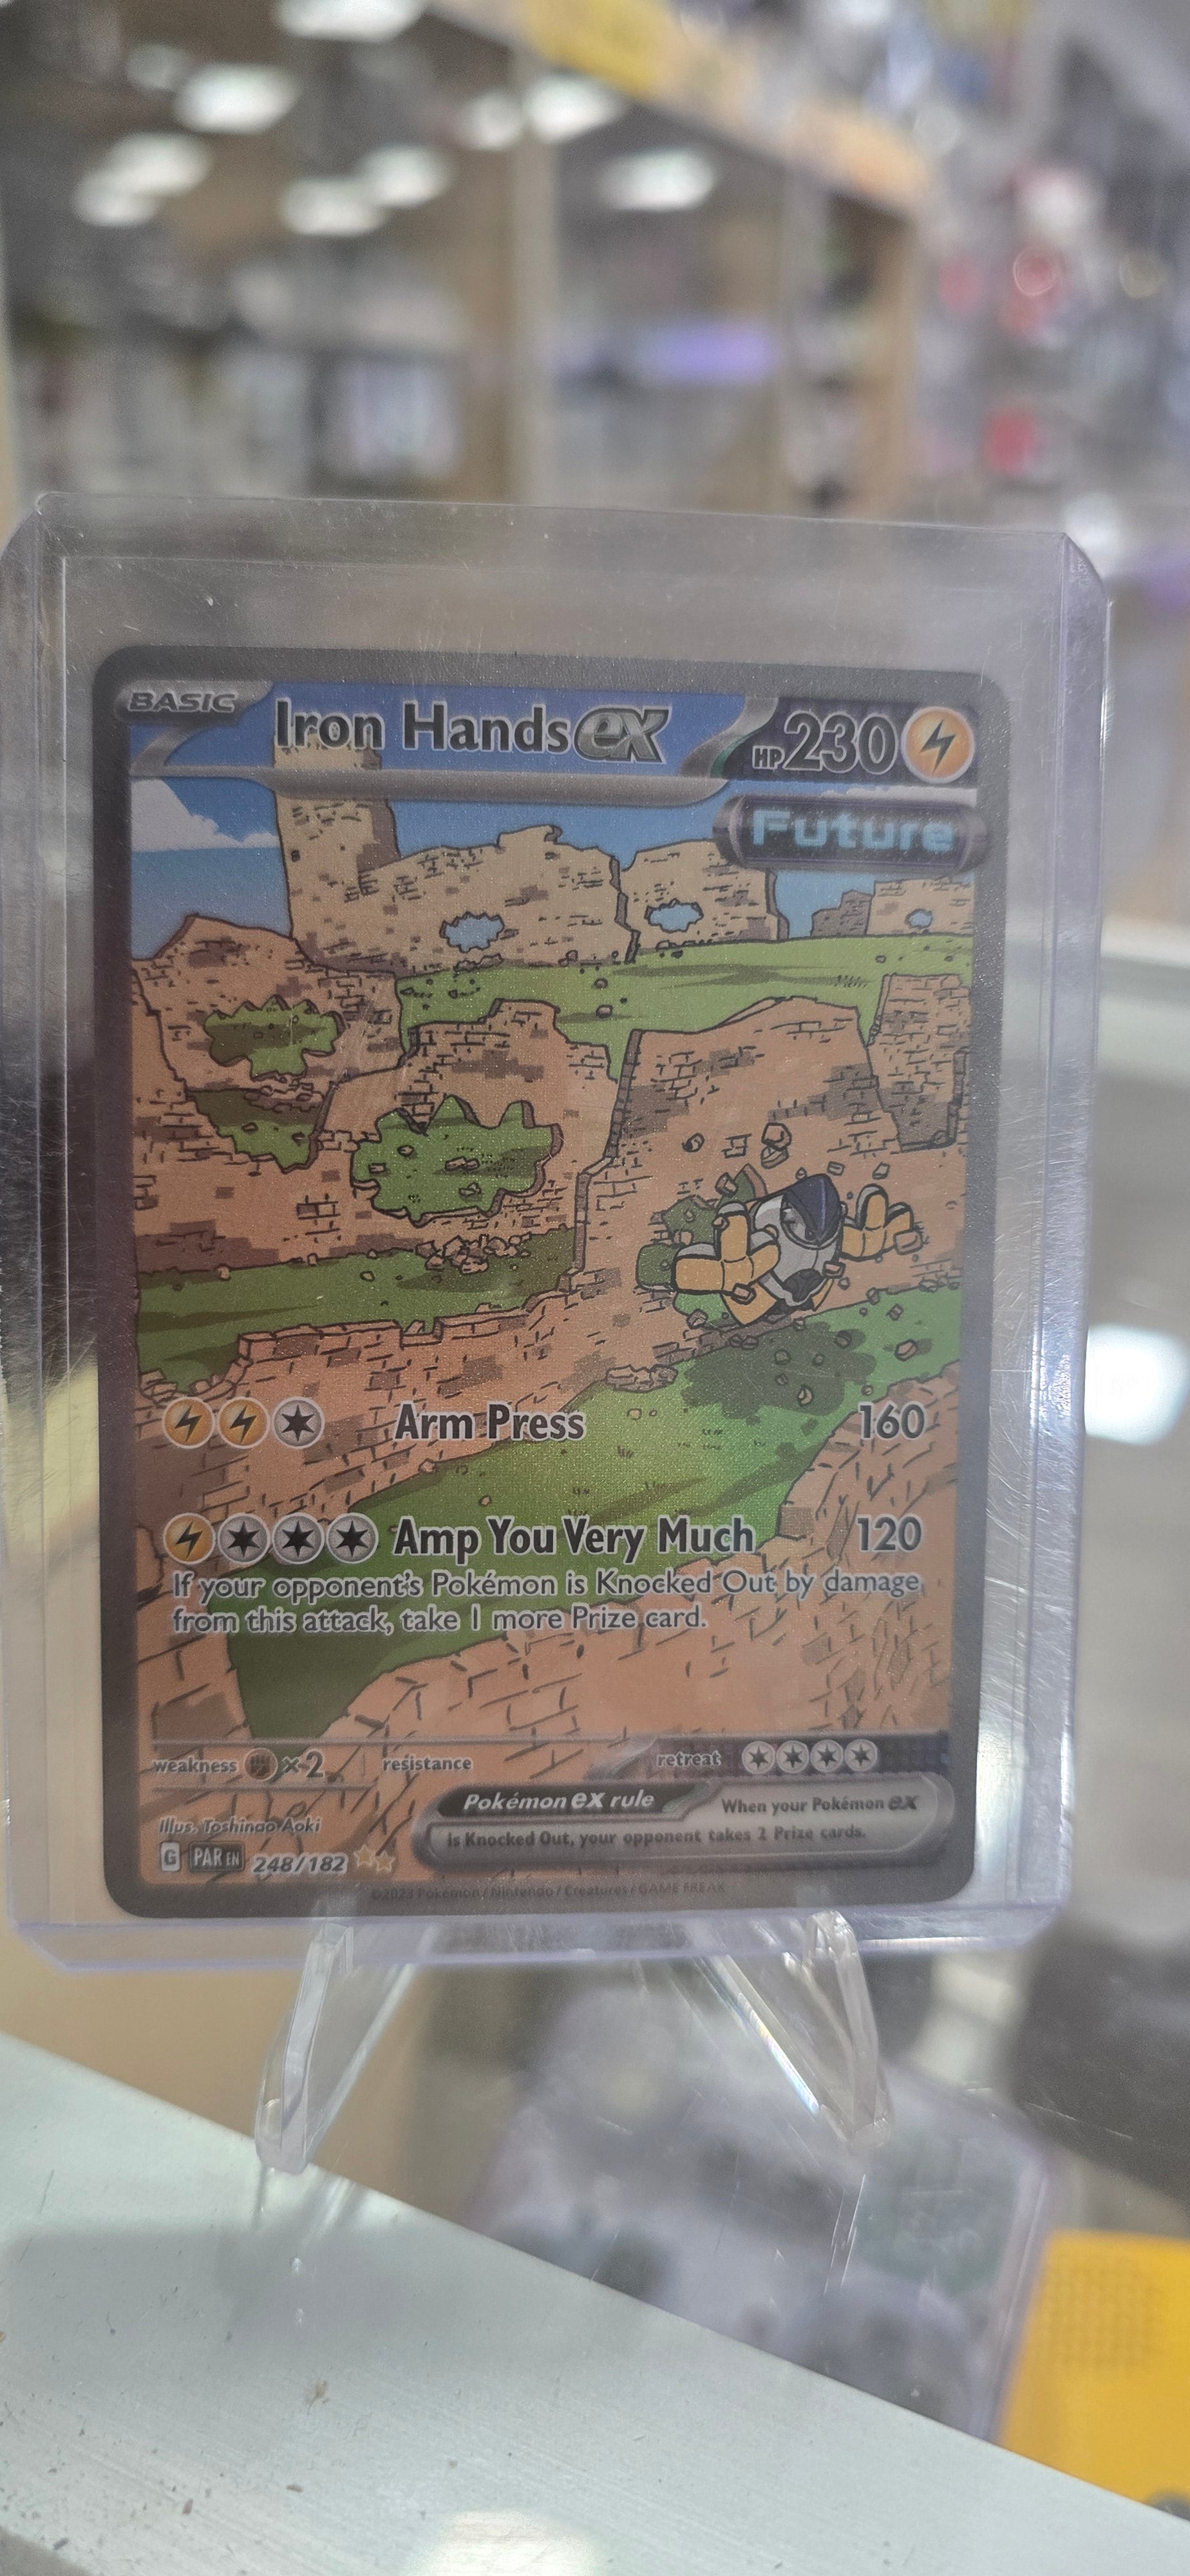 BASIC Iron Hands ex HP 230
Future
Arm Press 160
Amp You Very Much 120
If your opponent's Pokémon is Knocked Out by damage
from this attack, take 1 more Prize card.
weakness ×2 resistance retreat
Pokémon ex rule When your Pokémon ex
is Knocked Out, your opponent takes 2 Prize cards.
Illus. Toshinao Aoki
G PAR EN 248/182
©2023 Pokémon / Nintendo / Creatures / GAME FREAK